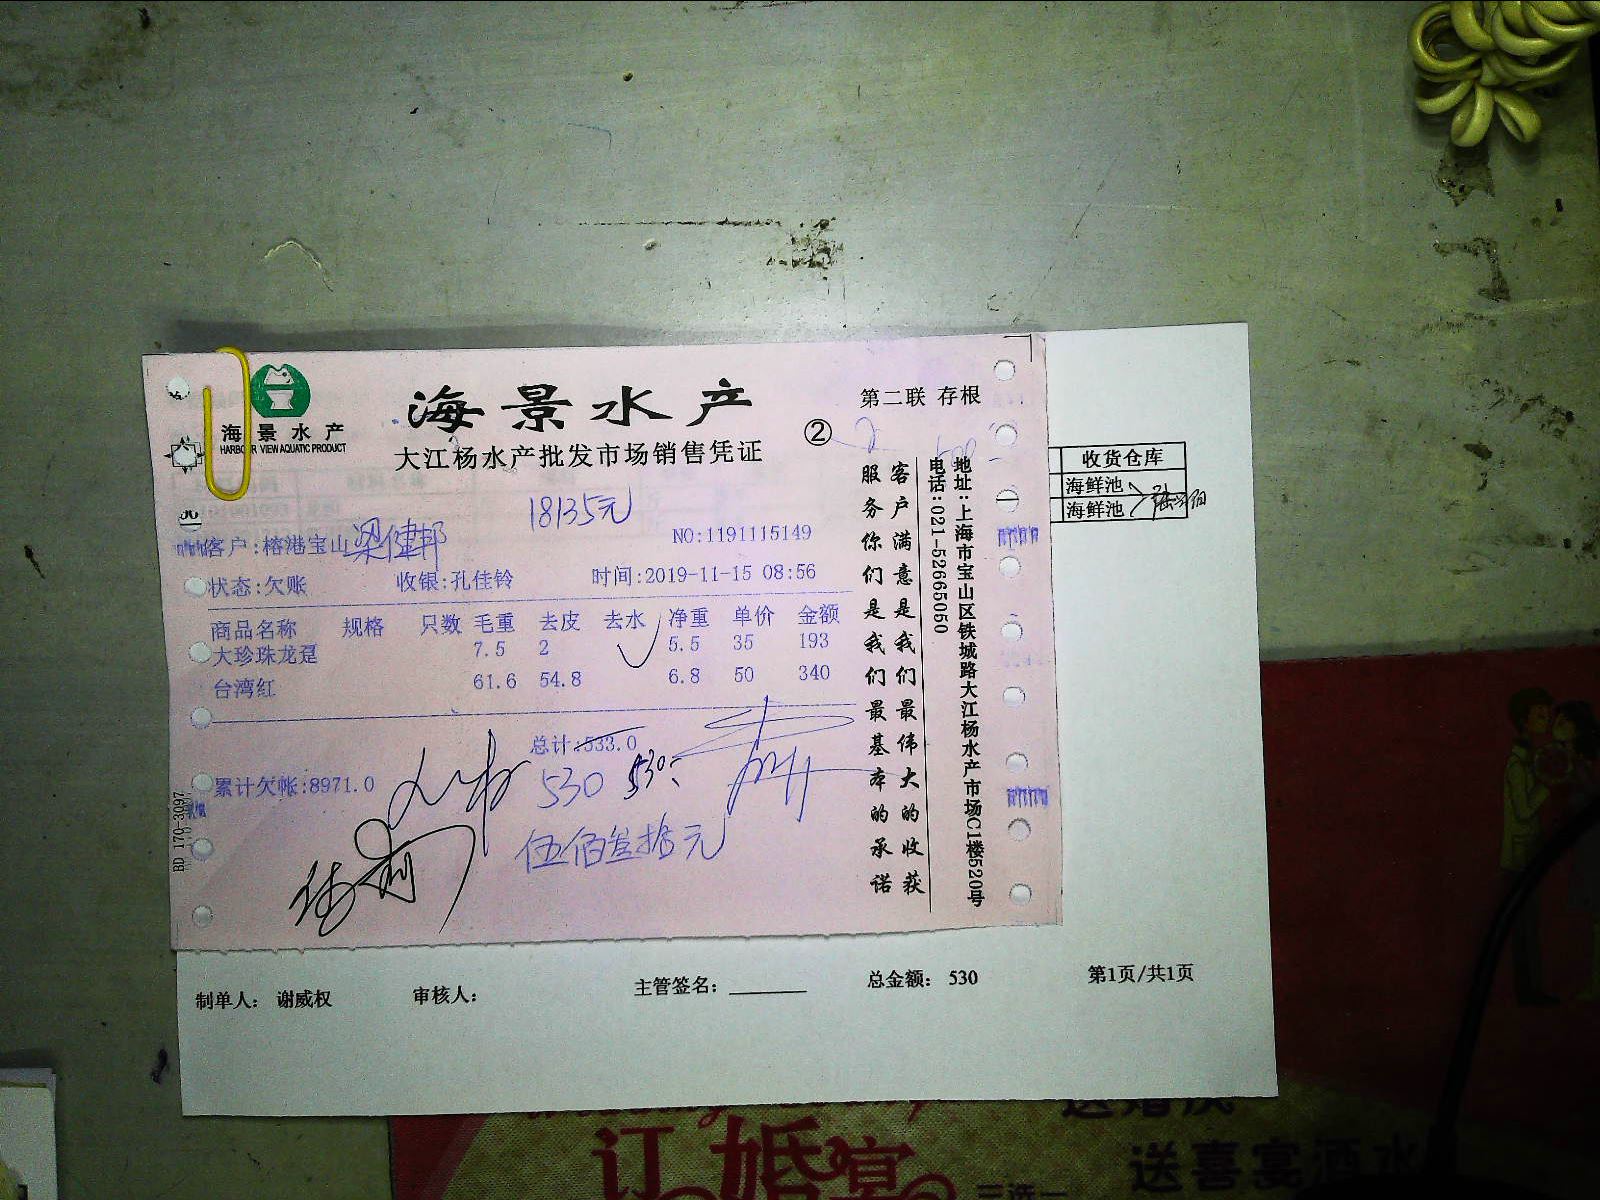 海景水产
HARBOUR VIEW AQUATIC PRODUCT
海景水产
大江杨水产批发市场销售凭证
②
第二联 存根
18135元
客户:榕港宝山梁健邦
NO:1191115149
状态:欠账 收银:孔佳铃 时间:2019-11-15 08:56
商品名称 规格 只数 毛重 去皮 去水 净重 单价 金额
大珍珠龙趸 7.5 2 5.5 35 193
台湾红 61.6 54.8 6.8 50 340
总计:533.0
累计欠帐:8971.0
530 530
伍佰叁拾元
BD 170-3097
客户满意是我们最伟大的收获
服务你们是我们最基本的承诺
地址:上海市宝山区铁城路大江杨水产市场C1楼520号
电话:021-52665050
收货仓库
海鲜池
海鲜池
制单人: 谢威权 审核人: 主管签名: 总金额: 530 第1页/共1页
订婚宴
送喜宴酒水
三选一